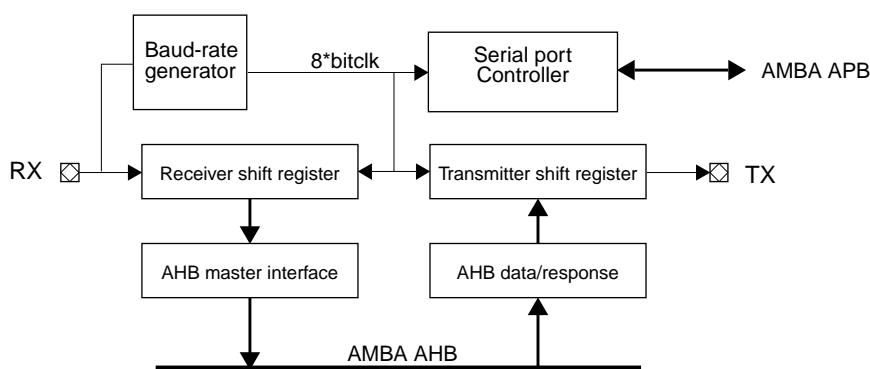 Baud-rate
generator
8*bitclk
Serial port
Controller
AMBA APB
RX
Receiver shift register
Transmitter shift register
TX
AHB master interface
AHB data/response
AMBA AHB